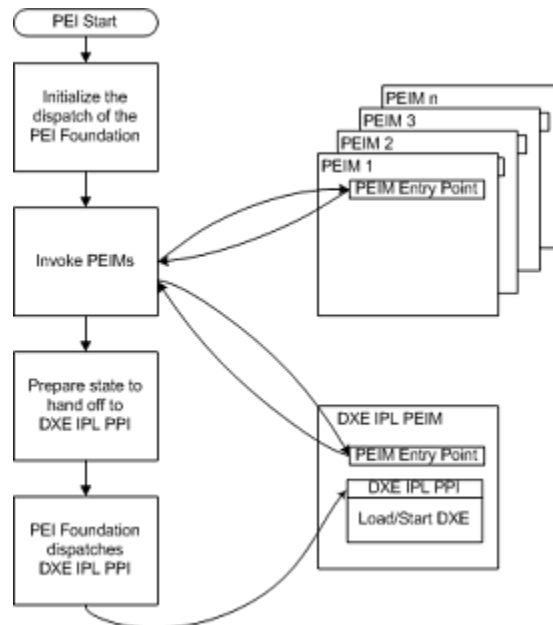 PEI Start
Initialize the
dispatch of the
PEI Foundation
Invoke PEIMs
Prepare state to
hand off to
DXE IPL PPI
PEI Foundation
dispatches
DXE IPL PPI
PEIM n
PEIM 3
PEIM 2
PEIM 1
PEIM Entry Point
DXE IPL PEIM
PEIM Entry Point
DXE IPL PPI
Load/Start DXE